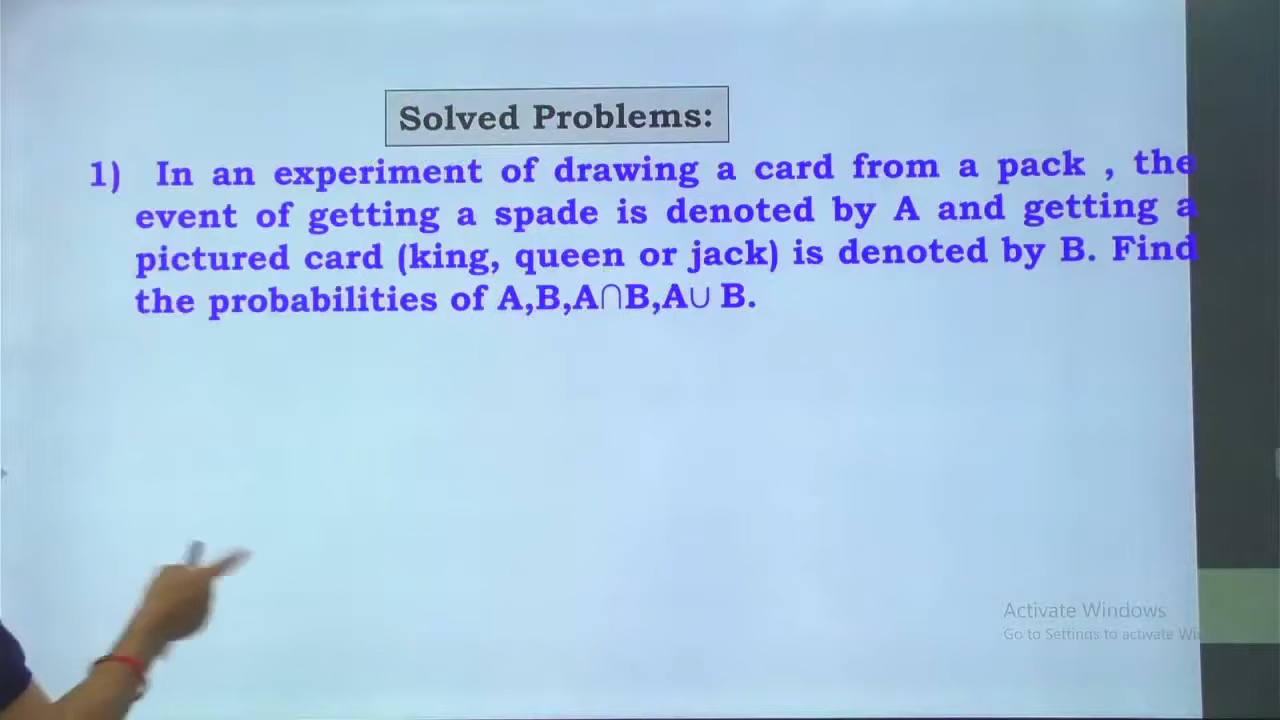 Solved Problems:
1) In an experiment of drawing a card from a pack , the
event of getting a spade is denoted by A and getting a
pictured card (king, queen or jack) is denoted by B. Find
the probabilities of A,B,A∩B,A∪ B.
Activate Windows
Go to Settings to activate